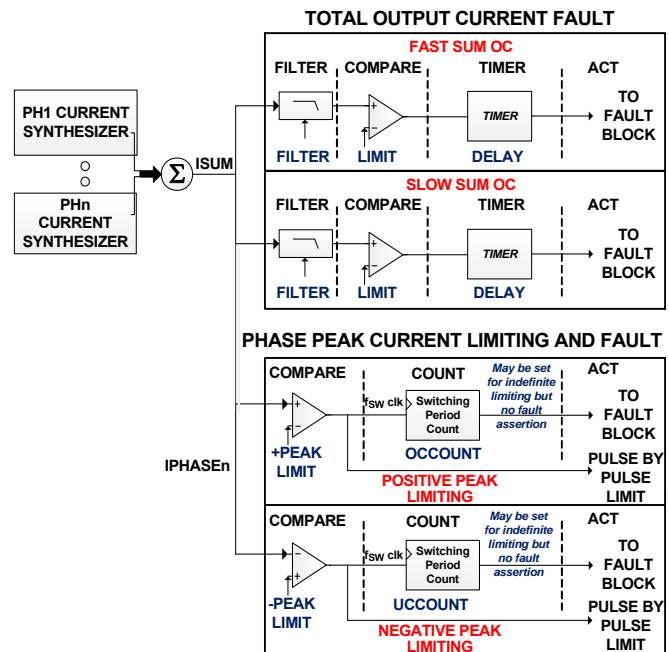 TOTAL OUTPUT CURRENT FAULT
FAST SUM OC
FILTER COMPARE TIMER ACT
PH1 CURRENT
SYNTHESIZER
PHn
CURRENT
SYNTHESIZER
Σ
ISUM
+
−
TIMER
TO
FAULT
BLOCK
FILTER LIMIT DELAY
SLOW SUM OC
FILTER COMPARE TIMER ACT
+
−
TIMER
TO
FAULT
BLOCK
FILTER LIMIT DELAY
PHASE PEAK CURRENT LIMITING AND FAULT
COMPARE COUNT
May be set
for indefinite
limiting but
no fault
assertion
ACT
+
−
fSW clk
Switching
Period
Count
TO
FAULT
BLOCK
+PEAK
LIMIT
OCCOUNT
IPHASEn
POSITIVE PEAK
LIMITING
PULSE BY
PULSE
LIMIT
COMPARE COUNT
May be set
for indefinite
limiting but
no fault
assertion
ACT
−
+
fSW clk
Switching
Period
Count
TO
FAULT
BLOCK
-PEAK
LIMIT
UCCOUNT
NEGATIVE PEAK
LIMITING
PULSE BY
PULSE
LIMIT